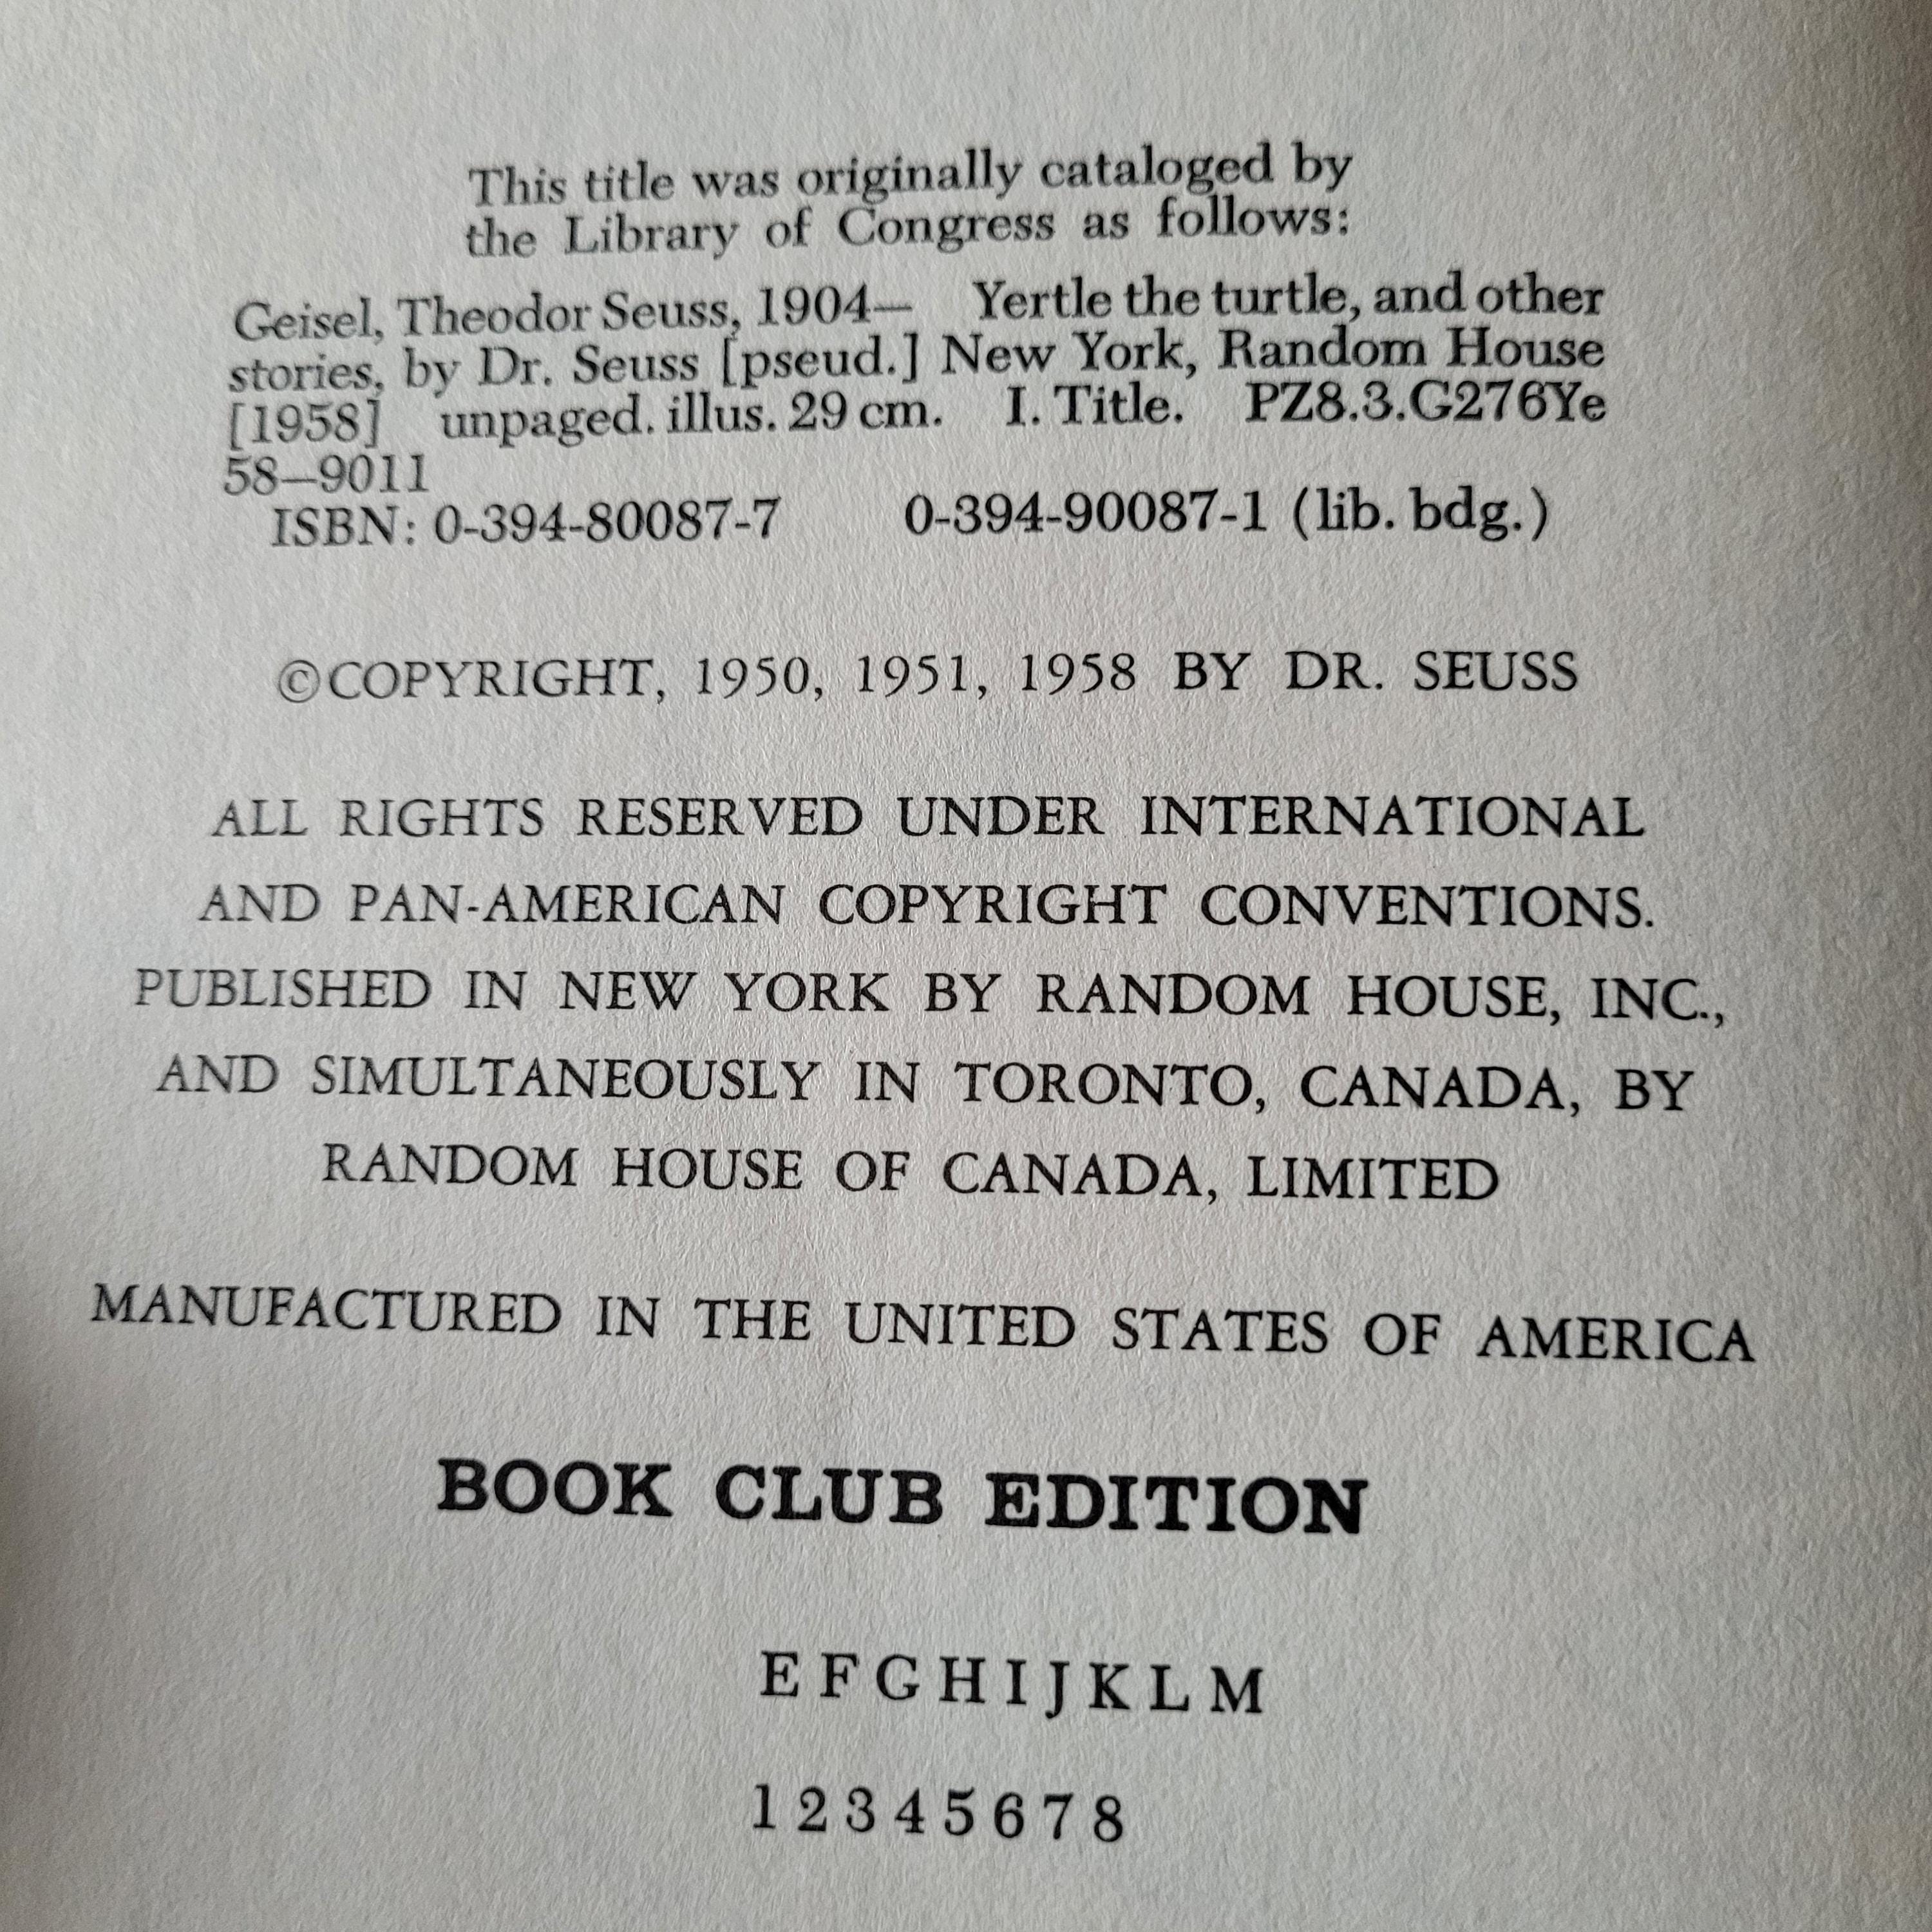 This title was originally cataloged by
the Library of Congress as follows:
Geisel, Theodor Seuss, 1904— Yertle the turtle, and other
stories, by Dr. Seuss [pseud.] New York, Random House
[1958] unpaged. illus. 29 cm. I. Title. PZ8.3.G276Ye
58—9011
ISBN: 0-394-80087-7 0-394-90087-1 (lib. bdg.)
©COPYRIGHT, 1950, 1951, 1958 BY DR. SEUSS
ALL RIGHTS RESERVED UNDER INTERNATIONAL
AND PAN-AMERICAN COPYRIGHT CONVENTIONS.
PUBLISHED IN NEW YORK BY RANDOM HOUSE, INC.,
AND SIMULTANEOUSLY IN TORONTO, CANADA, BY
RANDOM HOUSE OF CANADA, LIMITED
MANUFACTURED IN THE UNITED STATES OF AMERICA
BOOK CLUB EDITION
E F G H I J K L M
1 2 3 4 5 6 7 8